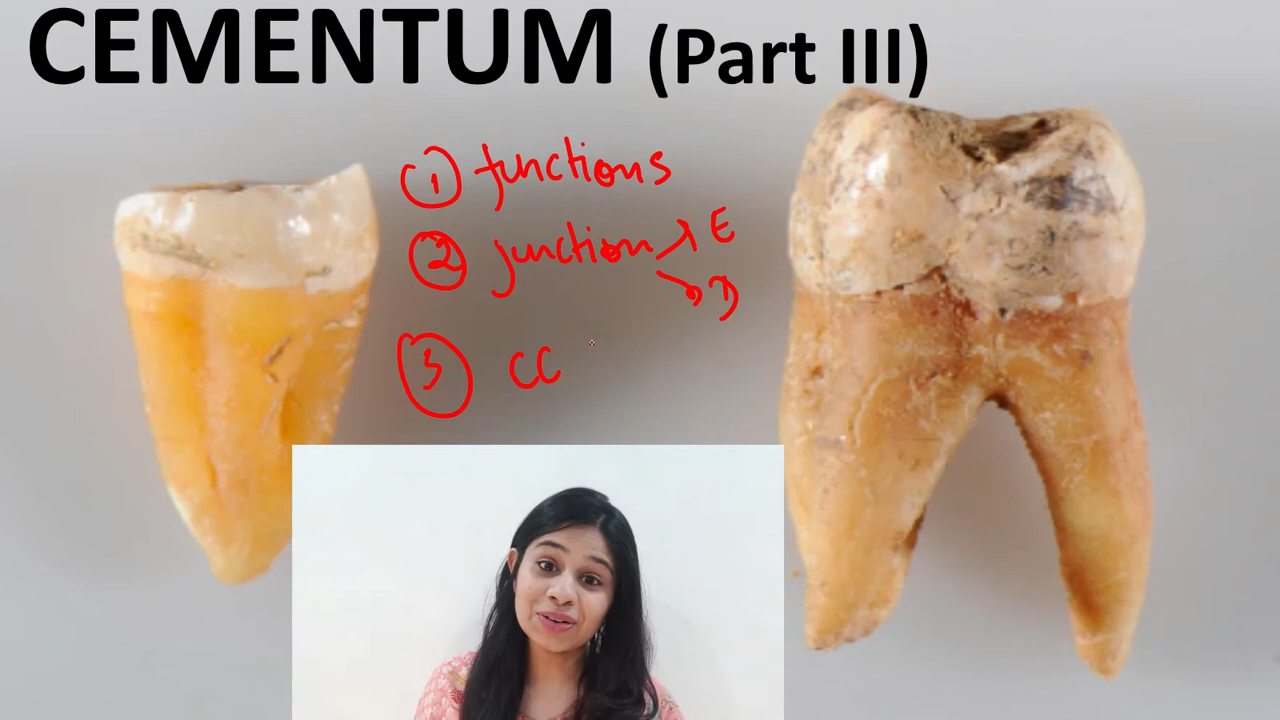 CEMENTUM (Part III)
1 functions
2 junction E
D
3 CC